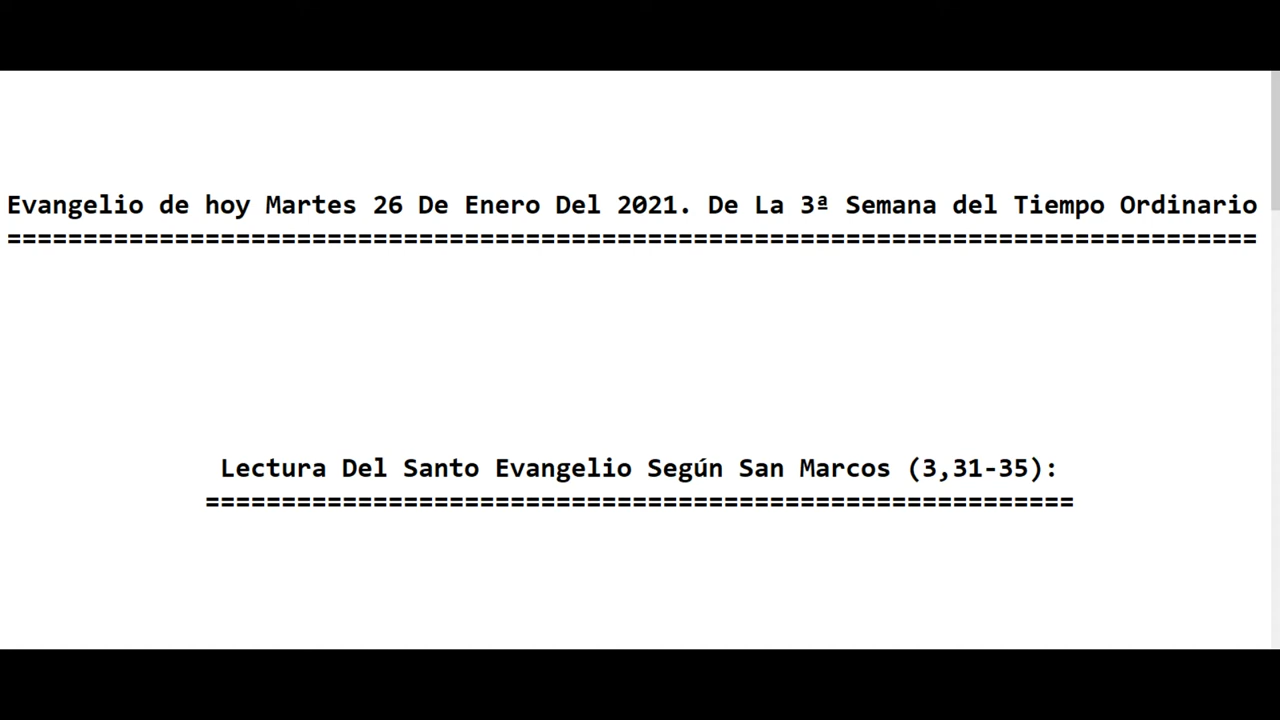 Evangelio de hoy Martes 26 De Enero Del 2021. De La 3ª Semana del Tiempo Ordinario
==================================================================================
Lectura Del Santo Evangelio Según San Marcos (3,31-35):
=========================================================